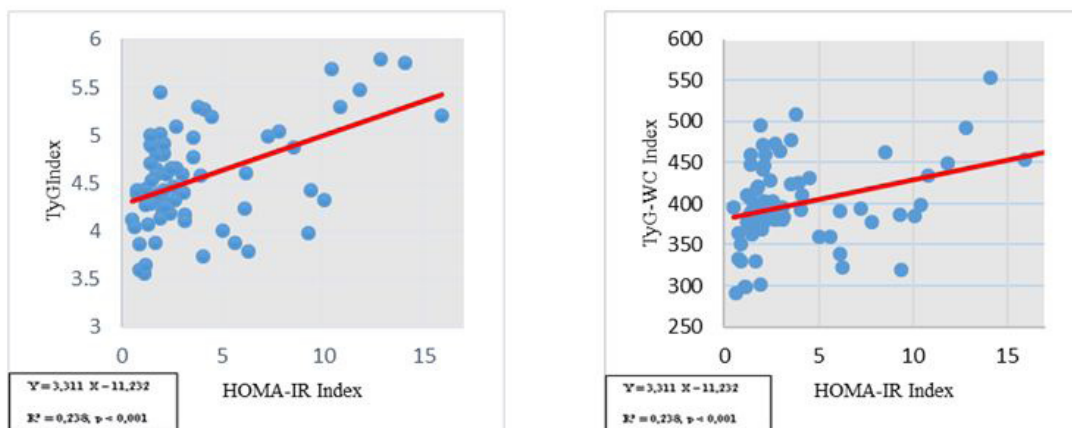 6
5.5
5
4.5
4
3.5
3
TyGIndex
0 5 10 15
HOMA-IR Index
Y = 3,311 X – 11,232
R² = 0,238, p < 0,001
600
550
500
450
400
350
300
250
TyG-WC Index
0 5 10 15
HOMA-IR Index
Y = 3,311 X – 11,232
R² = 0,238, p < 0,001